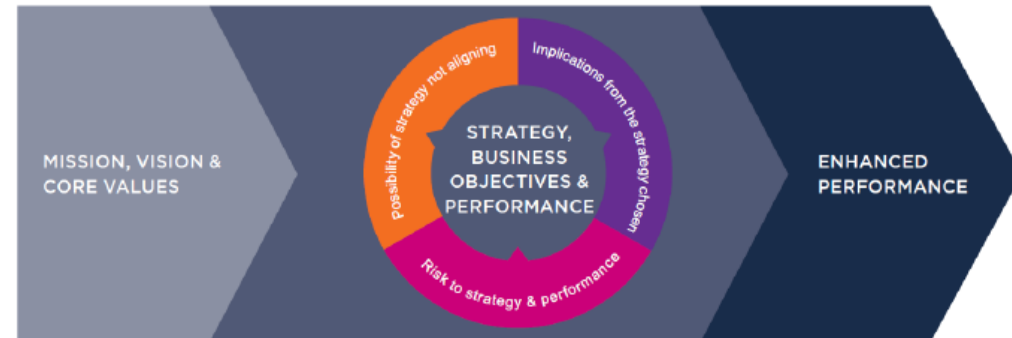 MISSION, VISION &
CORE VALUES
Possibility of strategy not aligning
Implications from the strategy chosen
STRATEGY,
BUSINESS
OBJECTIVES &
PERFORMANCE
Risk to strategy & performance
ENHANCED
PERFORMANCE